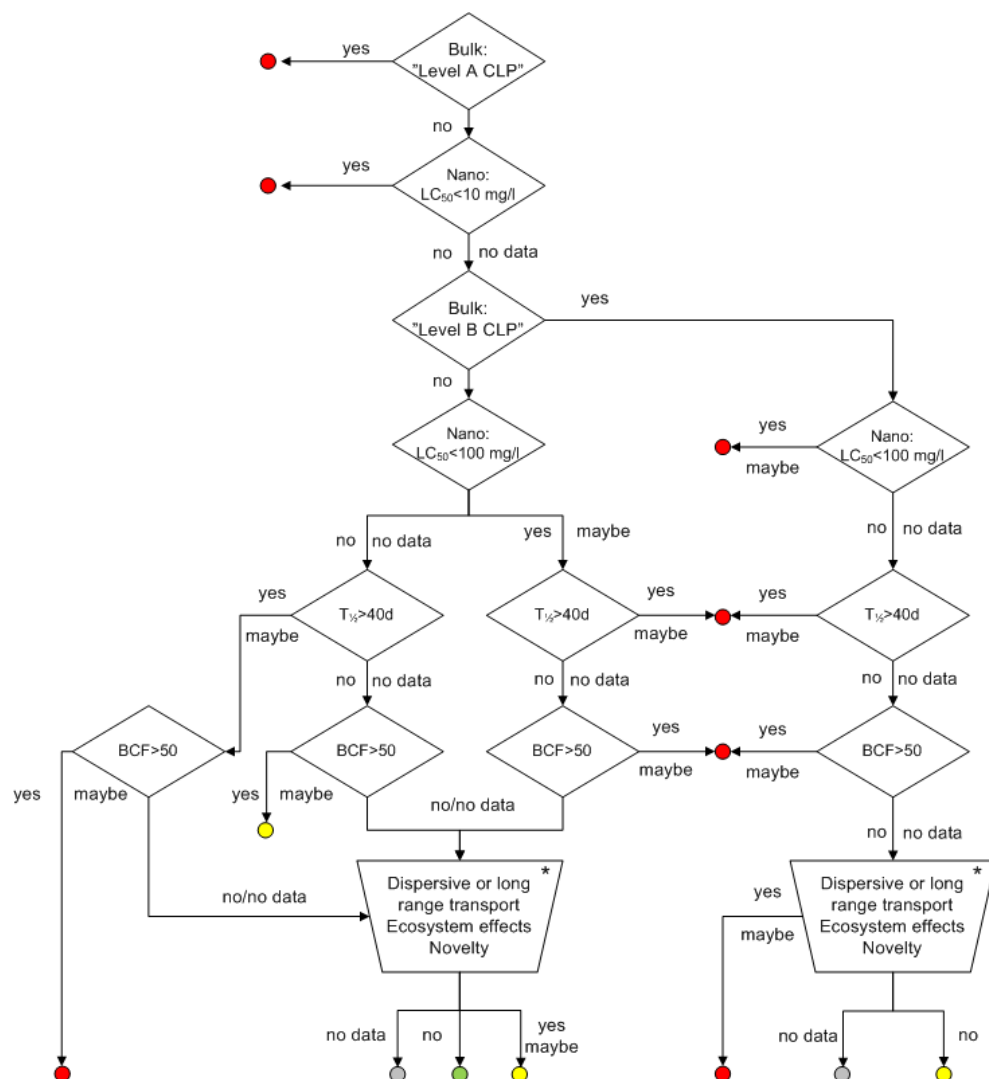 yes
Bulk:
"Level A CLP"
no
yes
Nano:
LC₅₀<10 mg/l
no no data
Bulk:
"Level B CLP"
yes
no
Nano:
LC₅₀<100 mg/l
yes
maybe
Nano:
LC₅₀<100 mg/l
no no data
yes maybe
no no data
yes
maybe
T½>40d
T½>40d
yes
maybe
yes
maybe
T½>40d
no no data
no no data
no no data
BCF>50
yes
maybe
BCF>50
yes
maybe
BCF>50
yes
maybe
yes
maybe
BCF>50
no/no data
no no data
no/no data
*
Dispersive or long
range transport
Ecosystem effects
Novelty
yes
maybe
*
Dispersive or long
range transport
Ecosystem effects
Novelty
no data
no
yes
maybe
no data
no